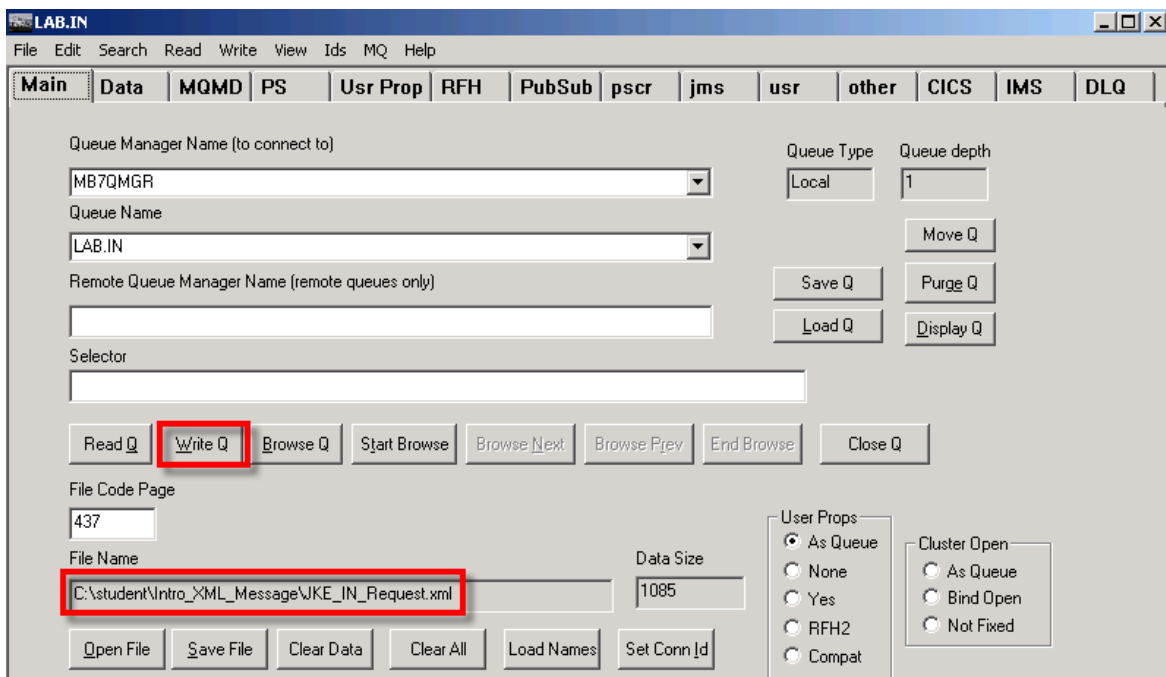 LAB.IN
File Edit Search Read Write View Ids MQ Help
Main Data MQMD PS Usr Prop RFH PubSub pscr jms usr other CICS IMS DLQ
Queue Manager Name (to connect to)
Queue Type Queue depth
MB7QMGR
Local 1
Queue Name
LAB.IN
Move Q
Remote Queue Manager Name (remote queues only)
Save Q Purge Q
Load Q Display Q
Selector
Read Q Write Q Browse Q Start Browse Browse Next Browse Prev End Browse Close Q
File Code Page
437
User Props
As Queue
Cluster Open
File Name
Data Size
None
As Queue
C:\student\Intro_XML_Message\JKE_IN_Request.xml
1085
Yes
Bind Open
RFH2
Not Fixed
Open File Save File Clear Data Clear All Load Names Set Conn Id
Compat